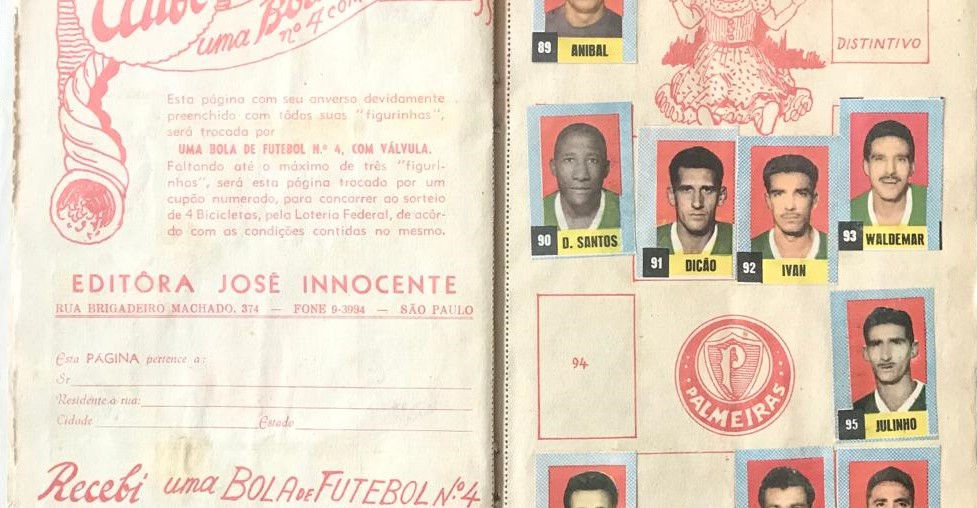 uma Bola
nº 4 com
Esta página com seu anverso devidamente
preenchido com tôdos suas "figurinhas",
será trocada por
UMA BOLA DE FUTEBOL N.º 4, COM VÁLVULA.
Faltando até o máximo de três "figuri-
nhas", será esta página trocada por um
cupão numerado, para concorrer ao sorteio
de 4 Bicicletas, pela Loteria Federal, de acôr-
do com as condições contidas no mesmo.
EDITÔRA JOSÉ INNOCENTE
RUA BRIGADEIRO MACHADO, 374 — FONE 9-3994 — SÃO PAULO
Esta PÁGINA pertence a:
Sr.
Residente à rua:
Cidade Estado
Recebi uma BOLA DE FUTEBOL N.º 4
89 ANIBAL
DISTINTIVO
90 D. SANTOS
91 DICÃO
92 IVAN
93 WALDEMAR
94
P
PALMEIRAS
95 JULINHO